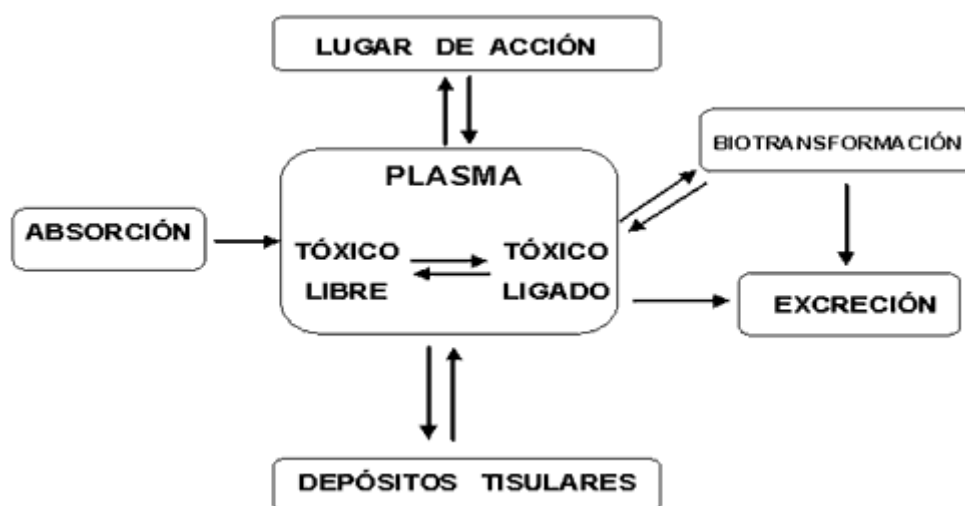 LUGAR DE ACCIÓN
BIOTRANSFORMACIÓN
PLASMA
ABSORCIÓN
TÓXICO TÓXICO
LIBRE LIGADO
EXCRECIÓN
DEPÓSITOS TISULARES